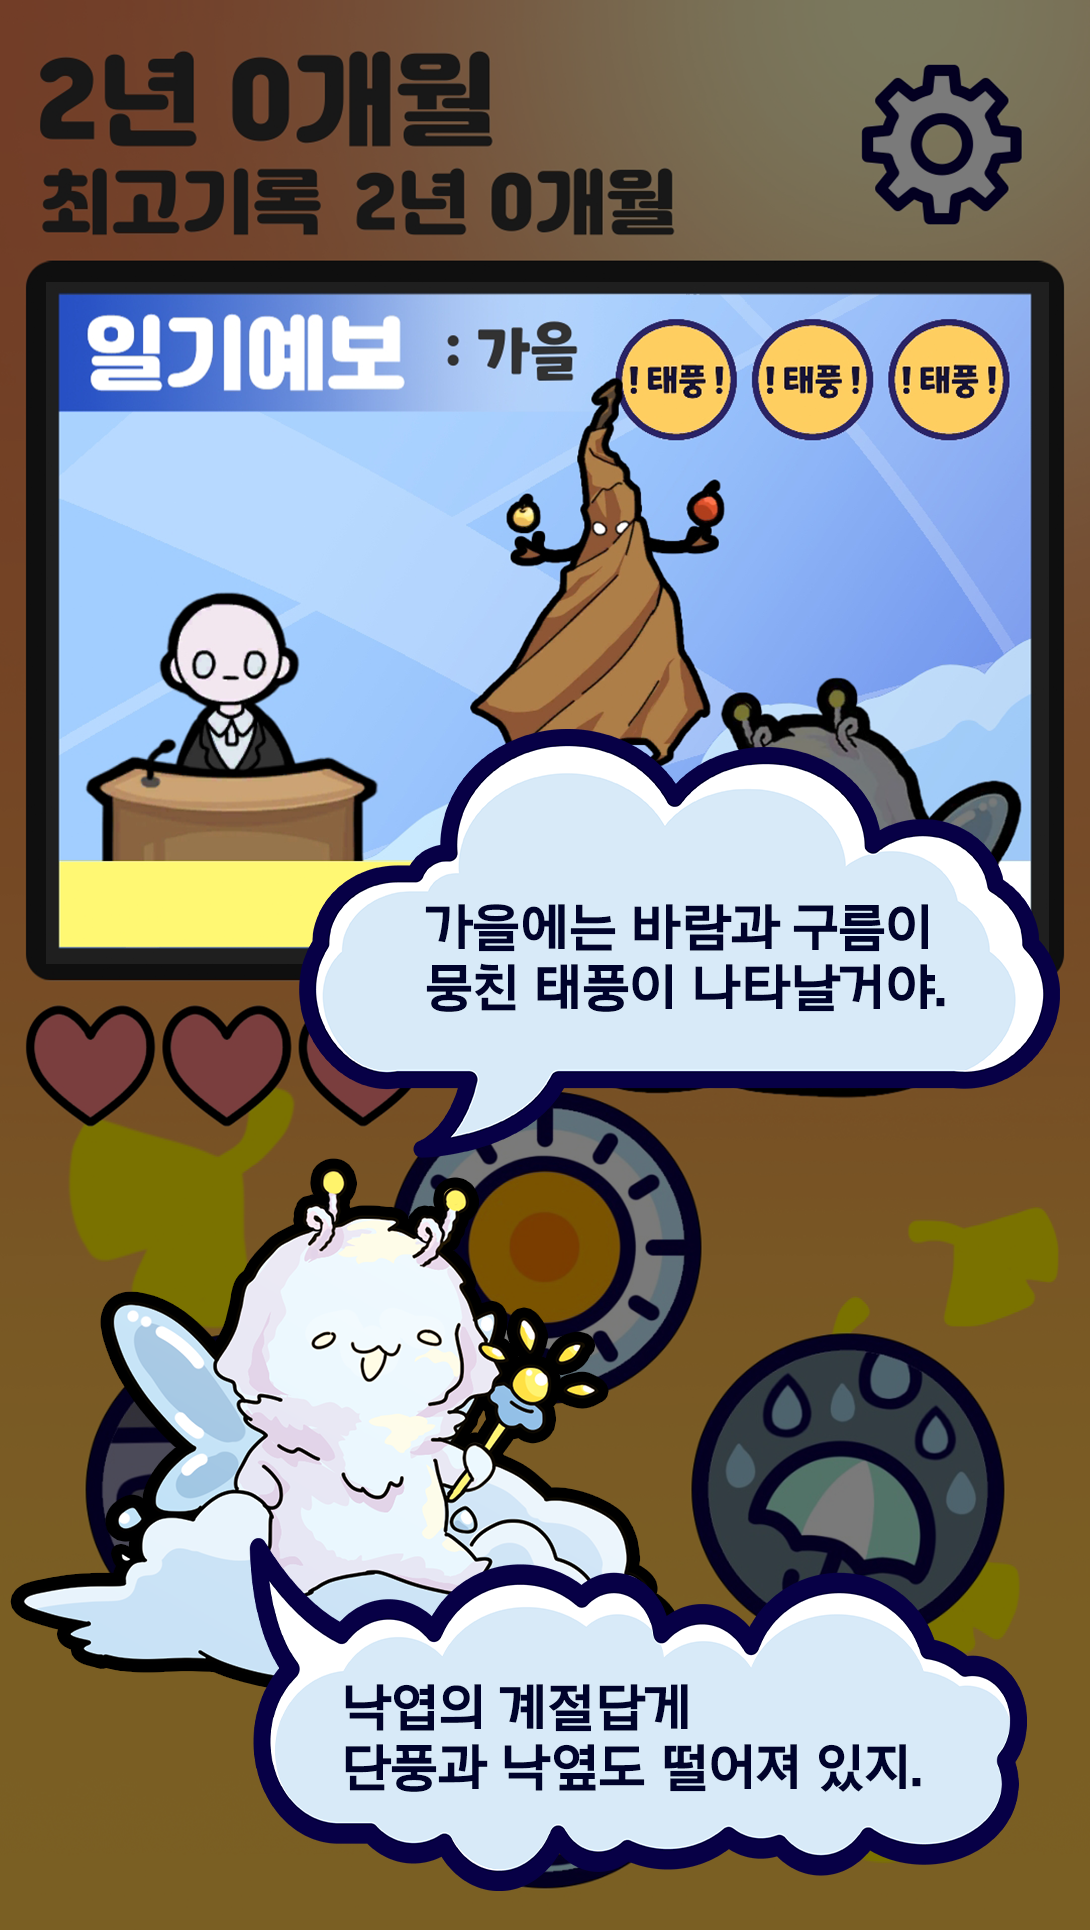 2년 0개월
최고기록 2년 0개월
일기예보 : 가을
! 태풍 ! ! 태풍 ! ! 태풍 !
가을에는 바람과 구름이
뭉친 태풍이 나타날거야.
낙엽의 계절답게
단풍과 낙옆도 떨어져 있지.